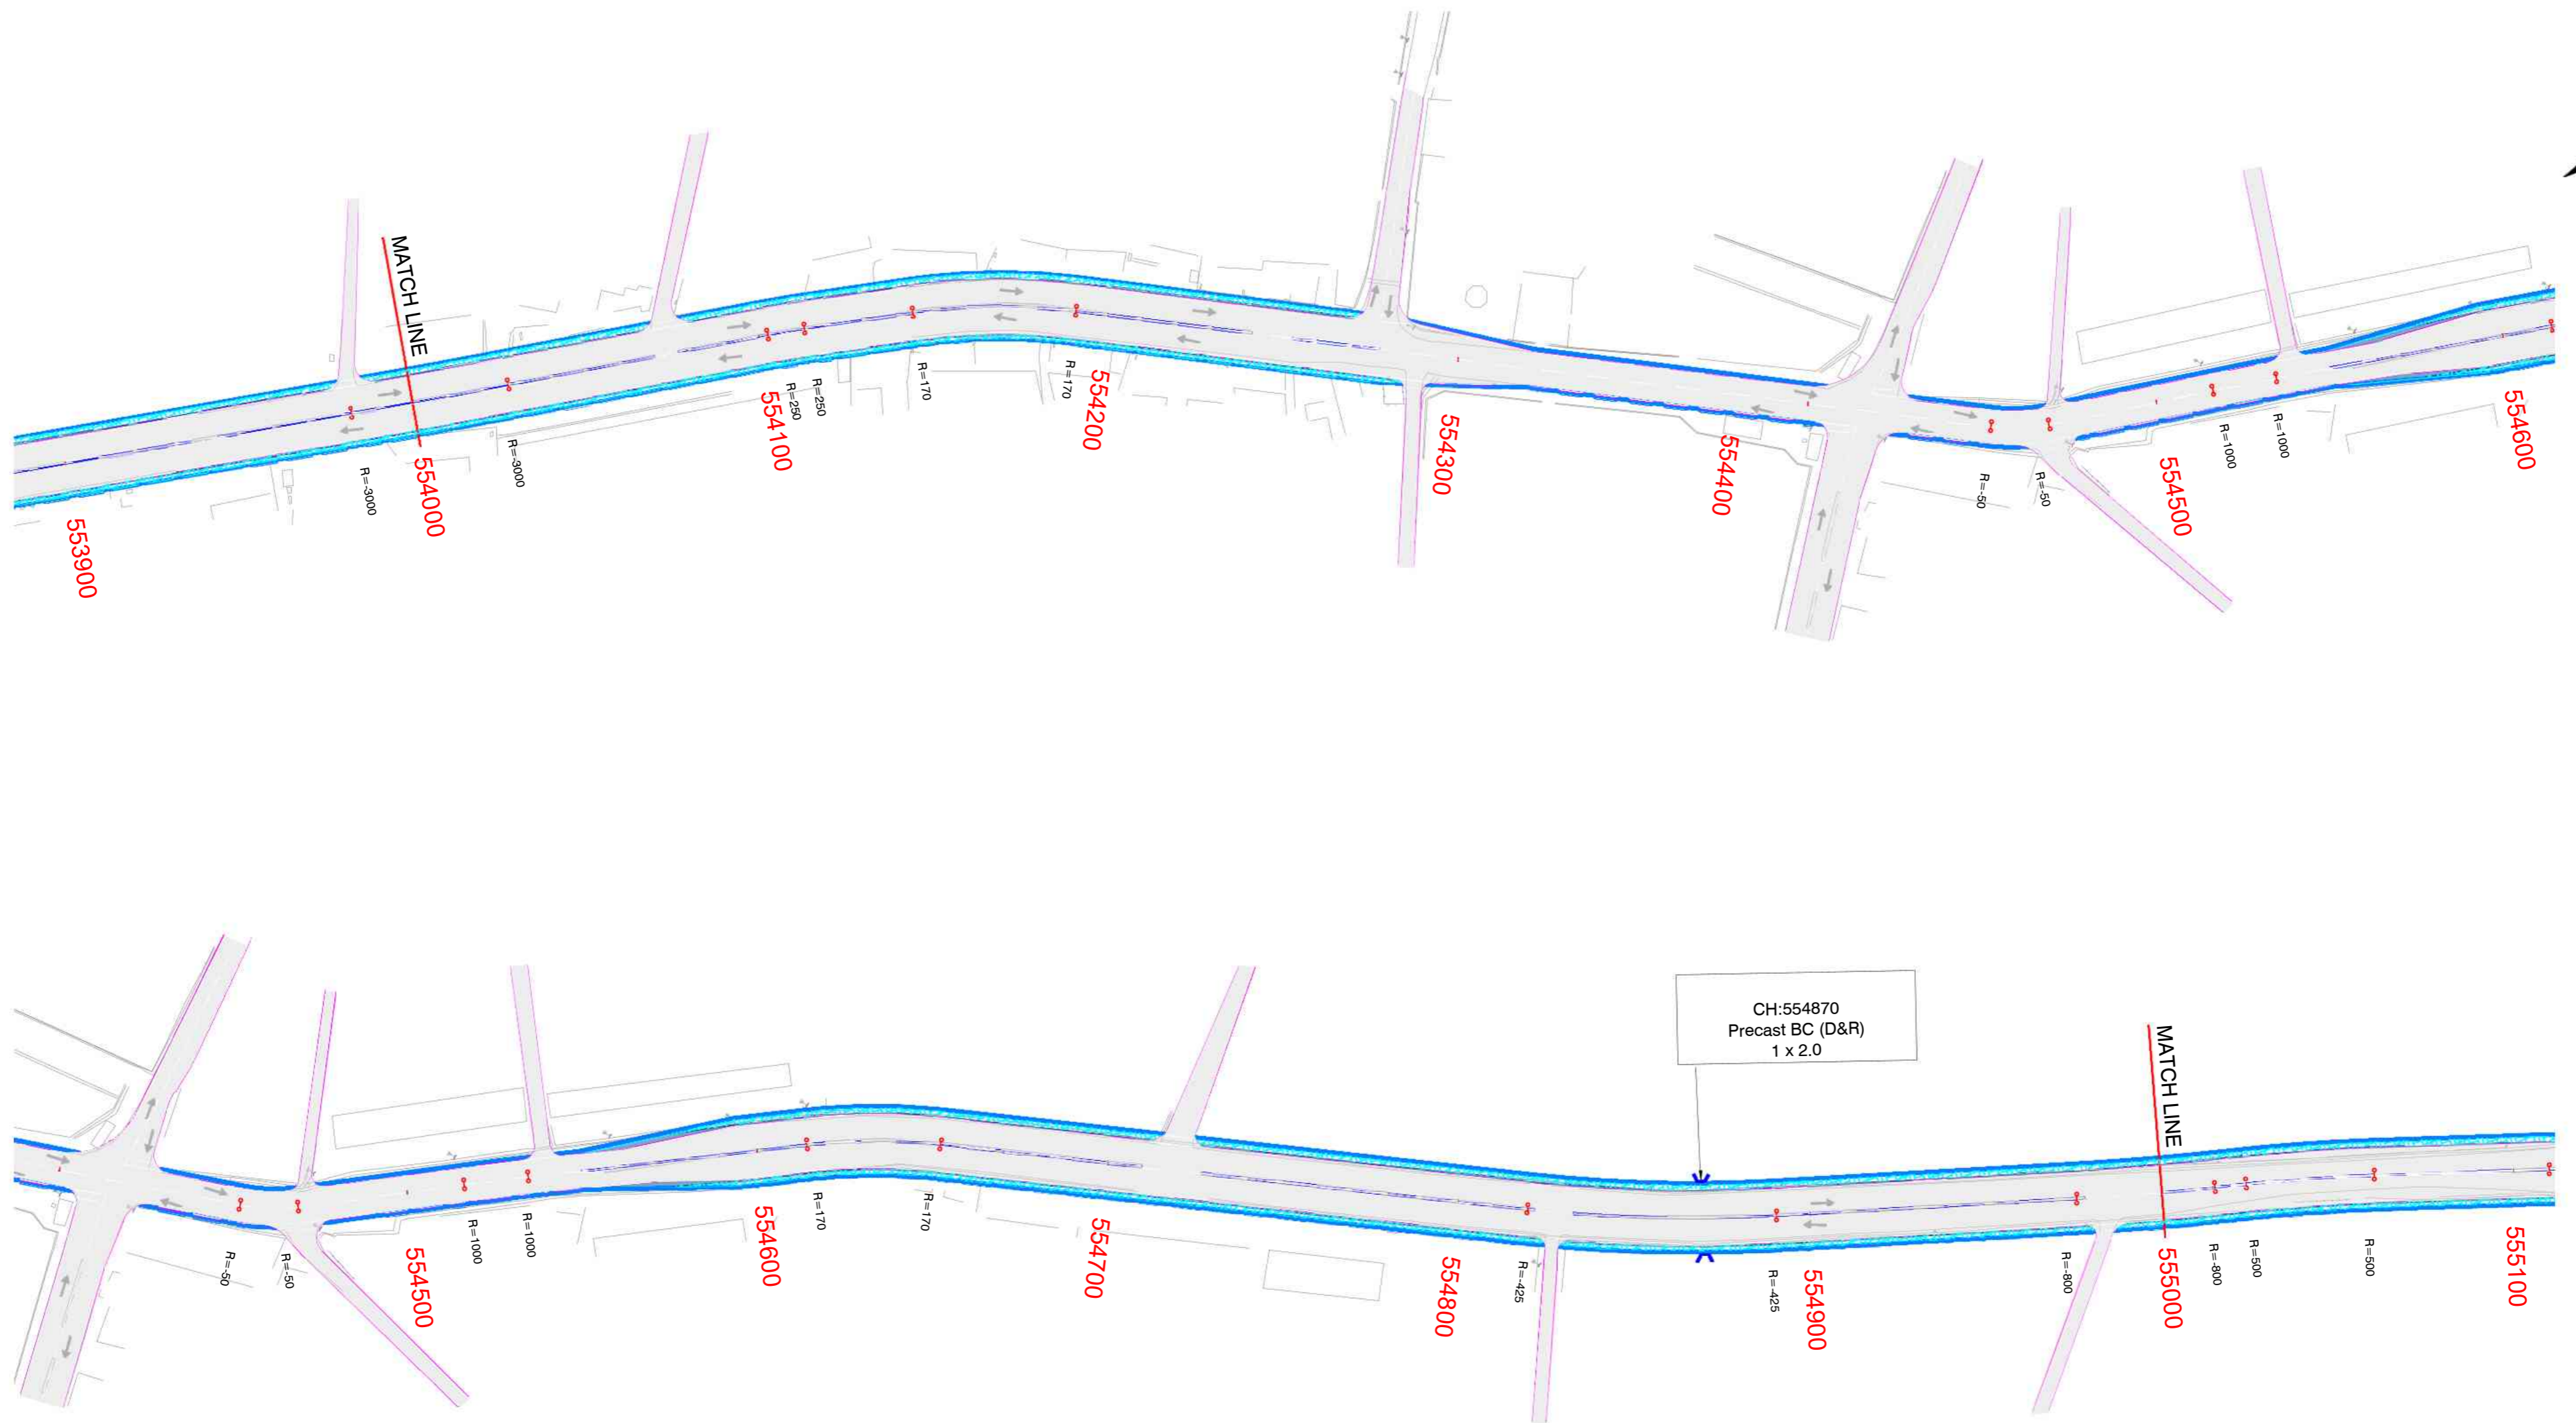 MATCH LINE
553900
R=-3000
554000
R=-3000
554100
R=250
R=250
R=170
R=170
554200
554300
554400
R=-50
R=-50
554500
R=1000
R=1000
554600
CH:554870
Precast BC (D&R)
1 x 2.0
MATCH LINE
R=-50
R=-50
554500
R=1000
R=1000
554600
R=170
R=170
554700
554800
R=-425
R=-425
554900
R=-800
555000
R=-800
R=500
R=500
555100